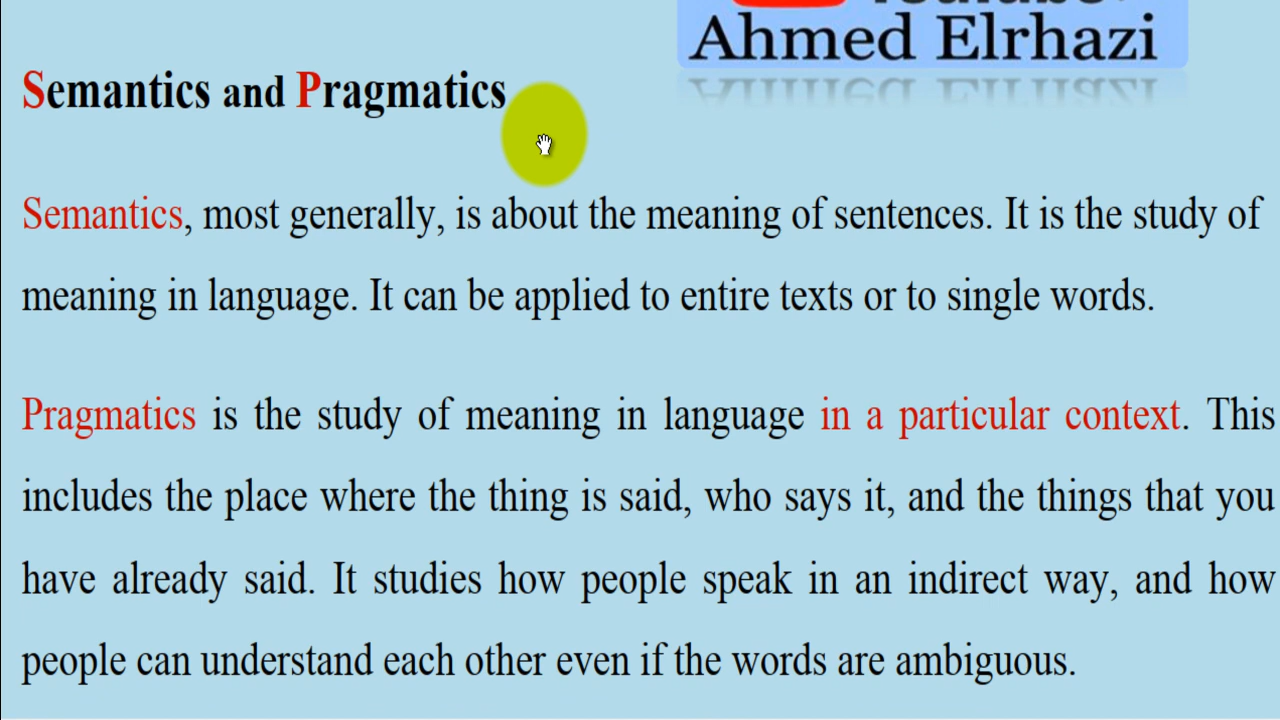 Ahmed Elrhazi
Semantics and Pragmatics
Semantics, most generally, is about the meaning of sentences. It is the study of
meaning in language. It can be applied to entire texts or to single words.
Pragmatics is the study of meaning in language in a particular context. This
includes the place where the thing is said, who says it, and the things that you
have already said. It studies how people speak in an indirect way, and how
people can understand each other even if the words are ambiguous.